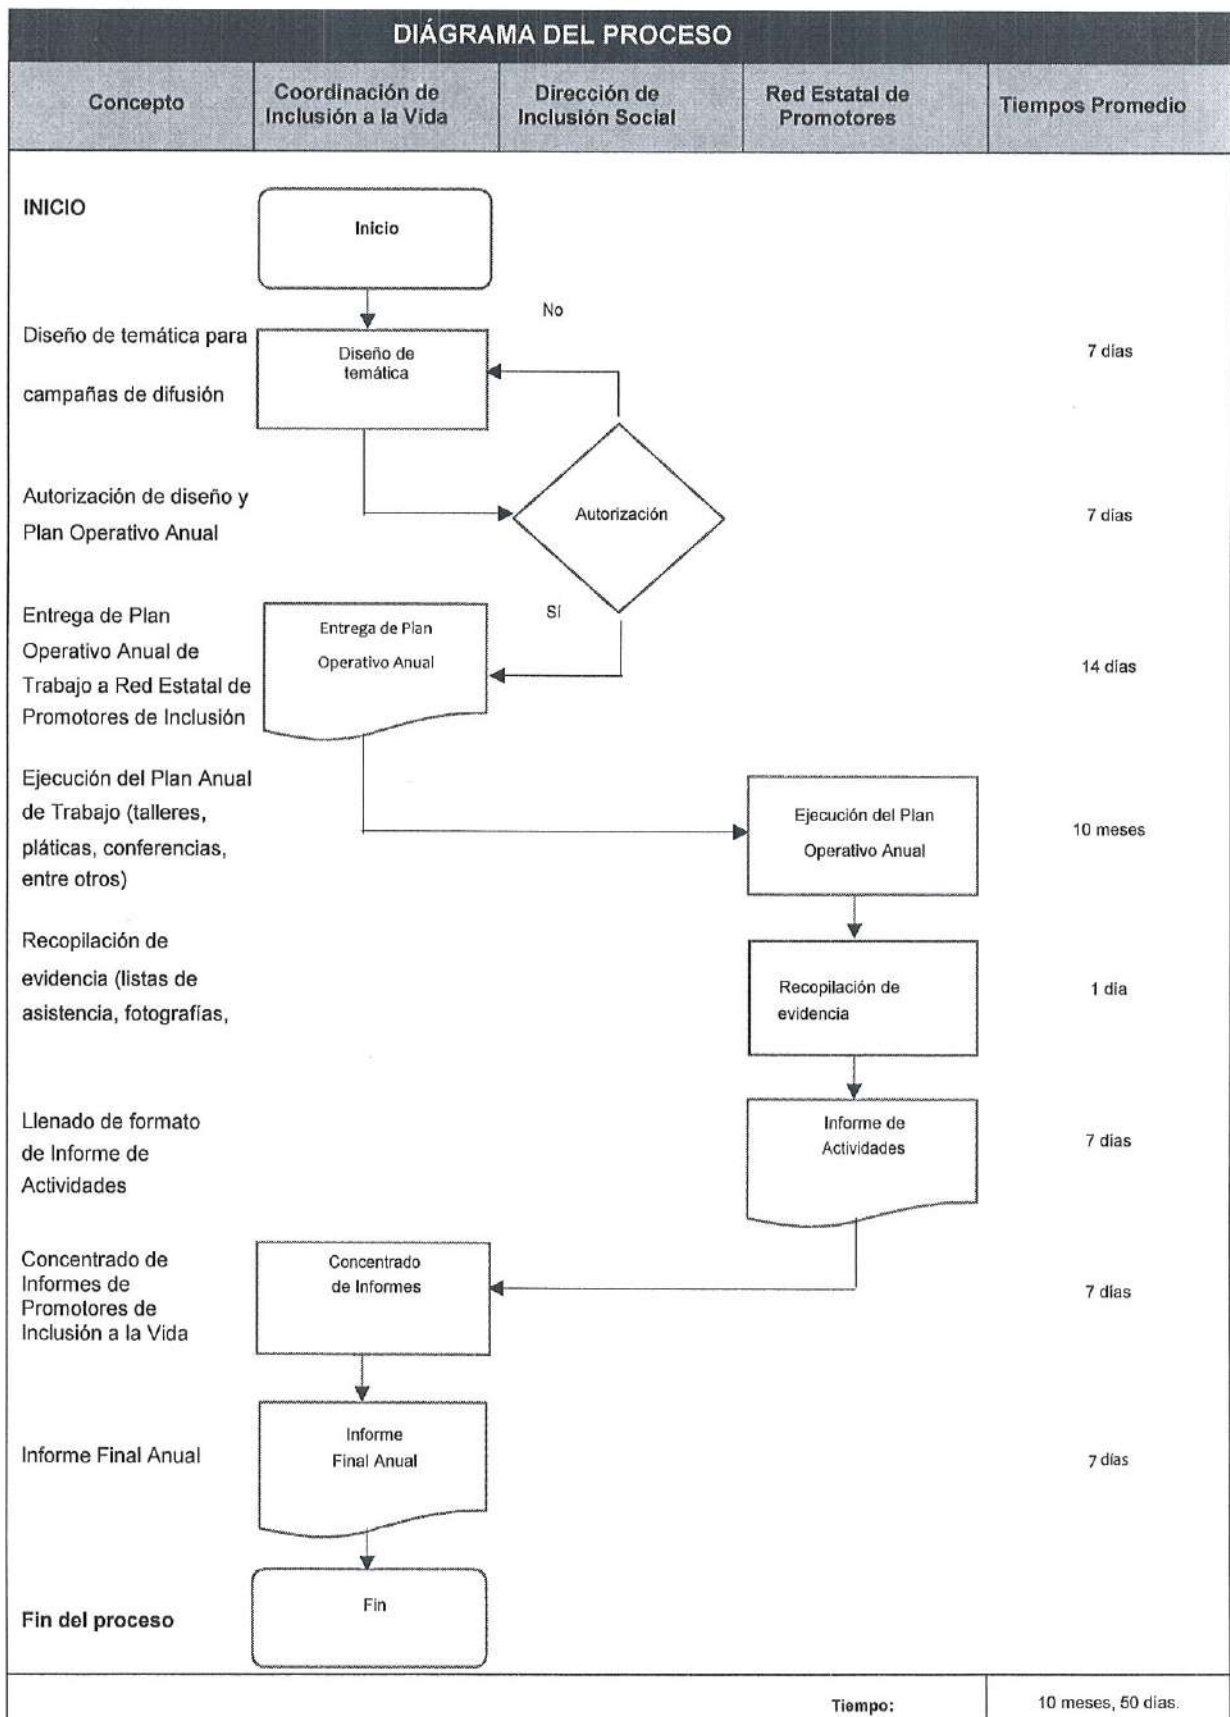 DIÁGRAMA DEL PROCESO
Concepto
Coordinación de
Inclusión a la Vida
Dirección de
Inclusión Social
Red Estatal de
Promotores
Tiempos Promedio
INICIO
Inicio
No
Diseño de temática para
campañas de difusión
Diseño de
temática
7 días
Autorización de diseño y
Plan Operativo Anual
Autorización
7 días
Sí
Entrega de Plan
Operativo Anual de
Trabajo a Red Estatal de
Promotores de Inclusión
Entrega de Plan
Operativo Anual
14 días
Ejecución del Plan Anual
de Trabajo (talleres,
pláticas, conferencias,
entre otros)
Ejecución del Plan
Operativo Anual
10 meses
Recopilación de
evidencia (listas de
asistencia, fotografías,
Recopilación de
evidencia
1 día
Llenado de formato
de Informe de
Actividades
Informe de
Actividades
7 días
Concentrado de
Informes de
Promotores de
Inclusión a la Vida
Concentrado
de Informes
7 días
Informe Final Anual
Informe
Final Anual
7 días
Fin del proceso
Fin
Tiempo:
10 meses, 50 días.